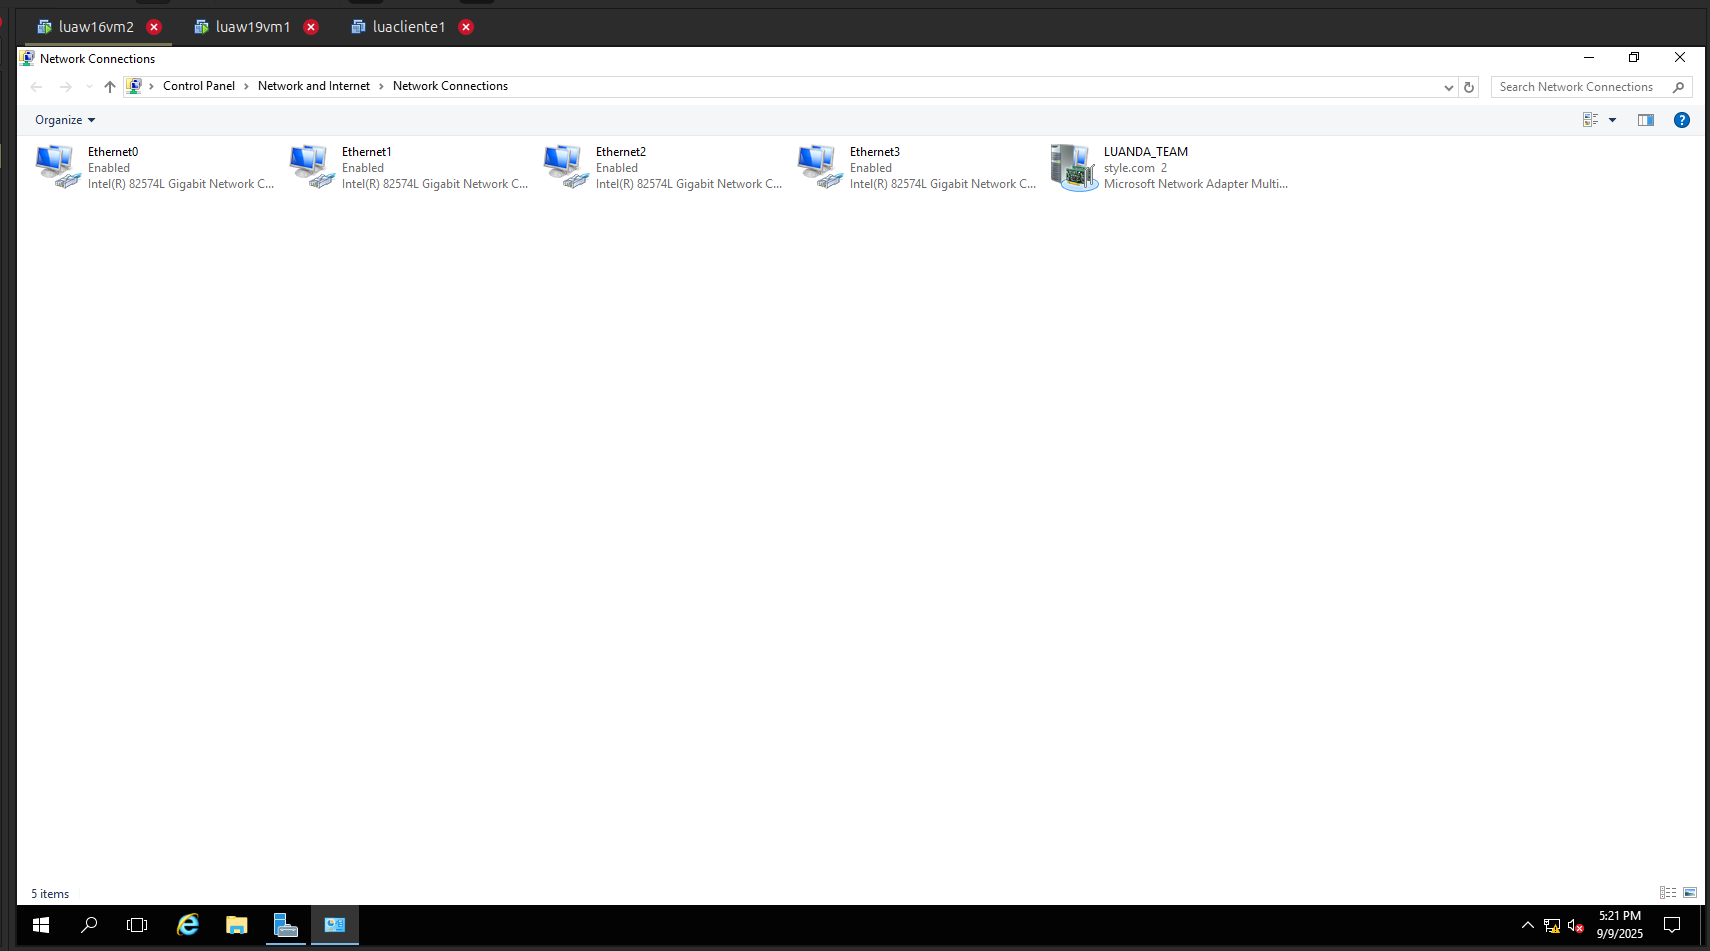 luaw16vm2 luaw19vm1 luacliente1
Network Connections
Control Panel Network and Internet Network Connections Search Network Connections
Organize
Ethernet0
Enabled
Intel(R) 82574L Gigabit Network C...
Ethernet1
Enabled
Intel(R) 82574L Gigabit Network C...
Ethernet2
Enabled
Intel(R) 82574L Gigabit Network C...
Ethernet3
Enabled
Intel(R) 82574L Gigabit Network C...
LUANDA_TEAM
style.com 2
Microsoft Network Adapter Multi...
5 items
5:21 PM
9/9/2025